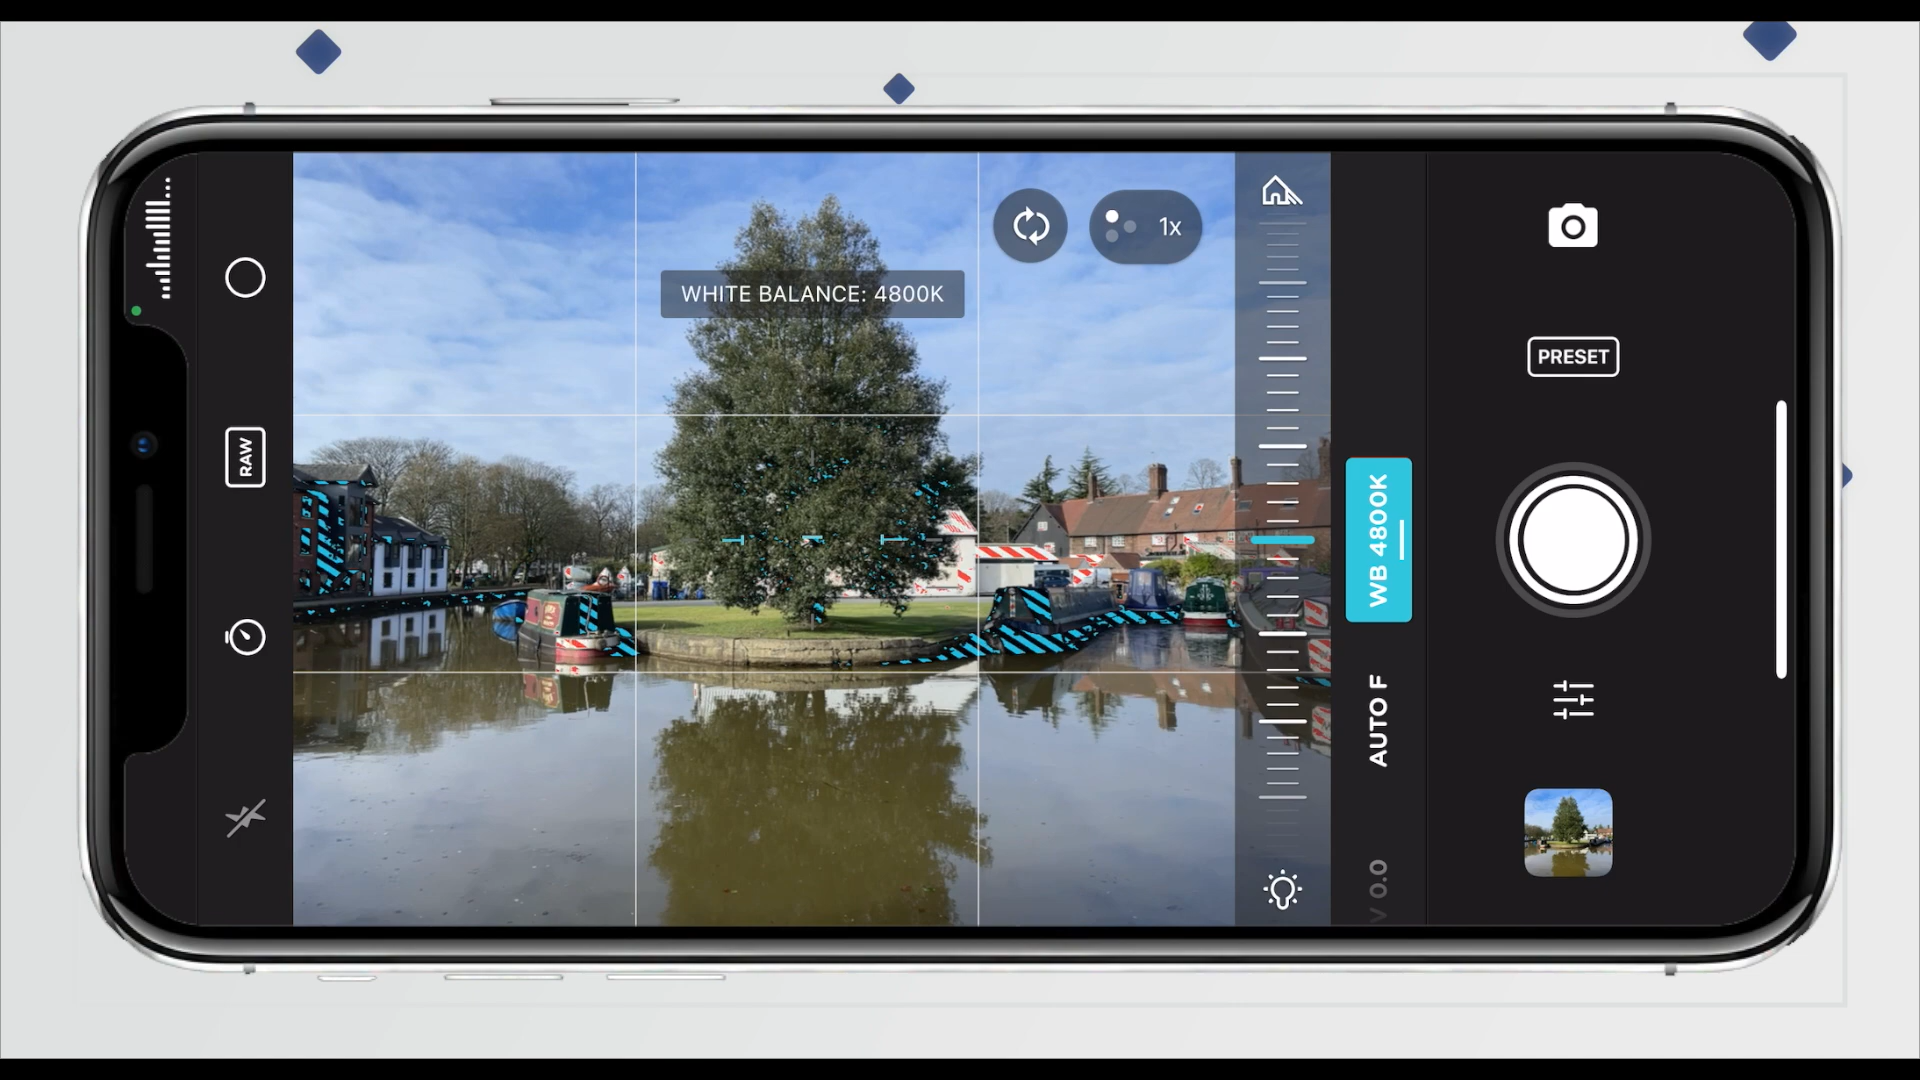 RAW
WHITE BALANCE: 4800K
1x
WB 4800K
AUTO F
V 0.0
PRESET